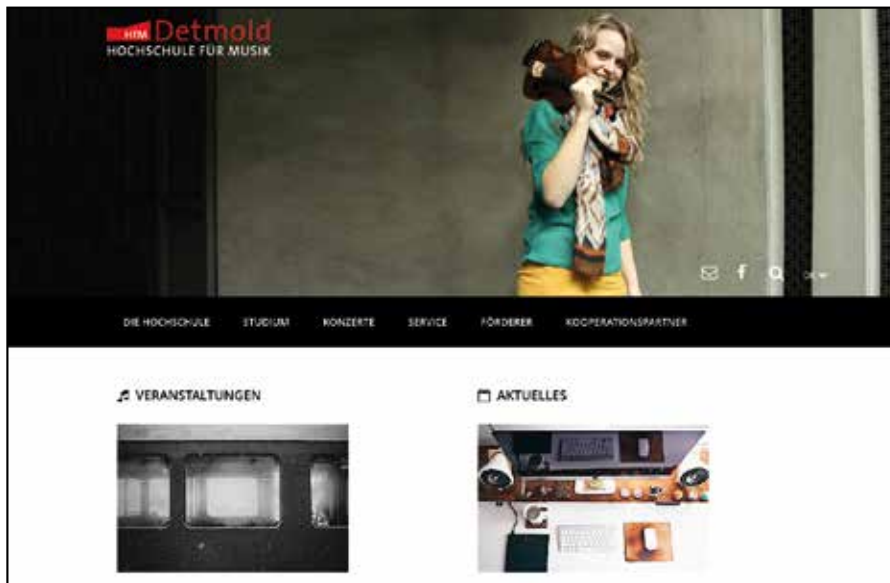 HfM Detmold
HOCHSCHULE FÜR MUSIK
DIE HOCHSCHULE STUDIUM KONZERTE SERVICE FÖRDERER KOOPERATIONSPARTNER
VERANSTALTUNGEN AKTUELLES